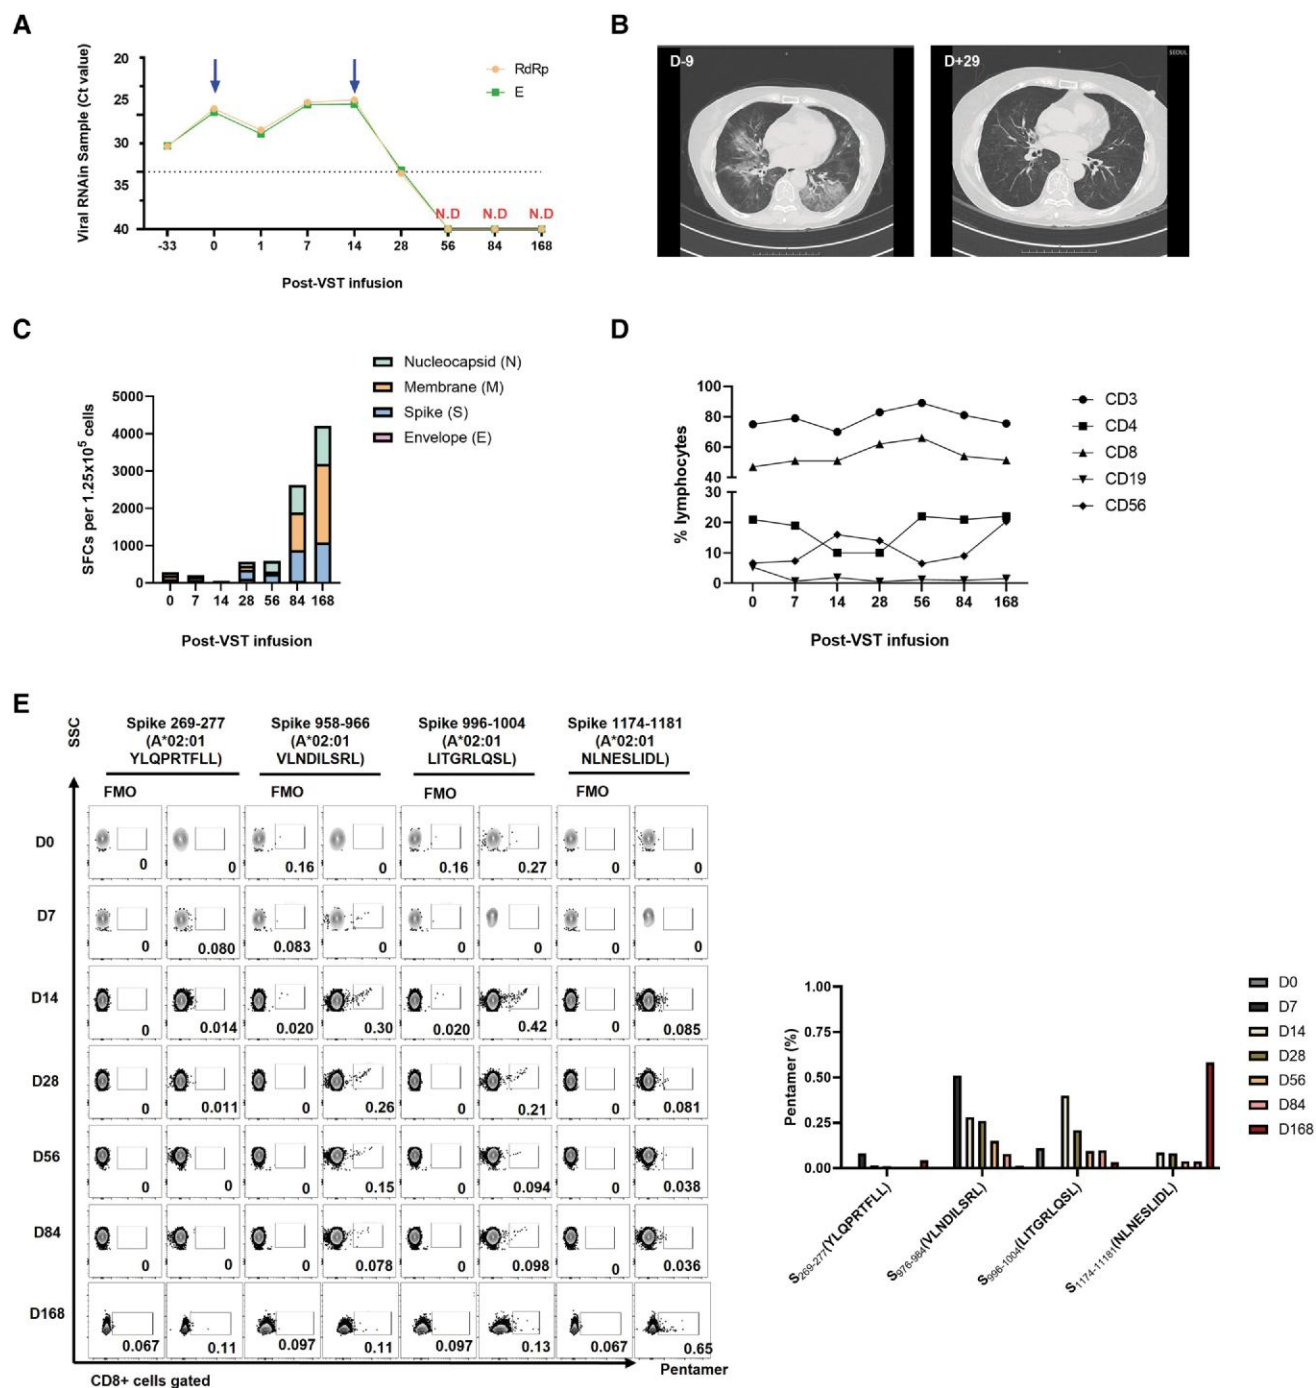 A
20
25
30
35
40
Viral RNAin Sample (Ct value)
RdRp
E
N.D N.D N.D
-33 0 1 7 14 28 56 84 168
Post-VST infusion
B
D-9
D+29
SEOUL
C
Nucleocapsid (N)
Membrane (M)
Spike (S)
Envelope (E)
5000
4000
3000
2000
1000
0
SFCs per 1.25x10⁵ cells
0 7 14 28 56 84 168
Post-VST infusion
D
100
80
60
40
30
20
10
0
% lymphocytes
CD3
CD4
CD8
CD19
CD56
0 7 14 28 56 84 168
Post-VST infusion
E
SSC
Spike 269-277
(A*02:01
YLQPRTFLL)
Spike 958-966
(A*02:01
VLNDILSRL)
Spike 996-1004
(A*02:01
LITGRLQSL)
Spike 1174-1181
(A*02:01
NLNESLIDL)
FMO FMO FMO FMO
D0
0 0 0.16 0 0.16 0.27 0 0
D7
0 0.080 0.083 0 0 0 0 0
D14
0 0.014 0.020 0.30 0.020 0.42 0 0.085
D28
0 0.011 0 0.26 0 0.21 0 0.081
D56
0 0 0 0.15 0 0.094 0 0.038
D84
0 0 0 0.078 0 0.098 0 0.036
D168
0.067 0.11 0.097 0.11 0.097 0.13 0.067 0.65
Pentamer
CD8+ cells gated
1.00
0.75
0.50
0.25
0.00
Pentamer (%)
D0
D7
D14
D28
D56
D84
D168
S269-277(YLQPRTFLL)
S976-984(VLNDILSRL)
S996-1004(LITGRLQSL)
S1174-11181(NLNESLIDL)